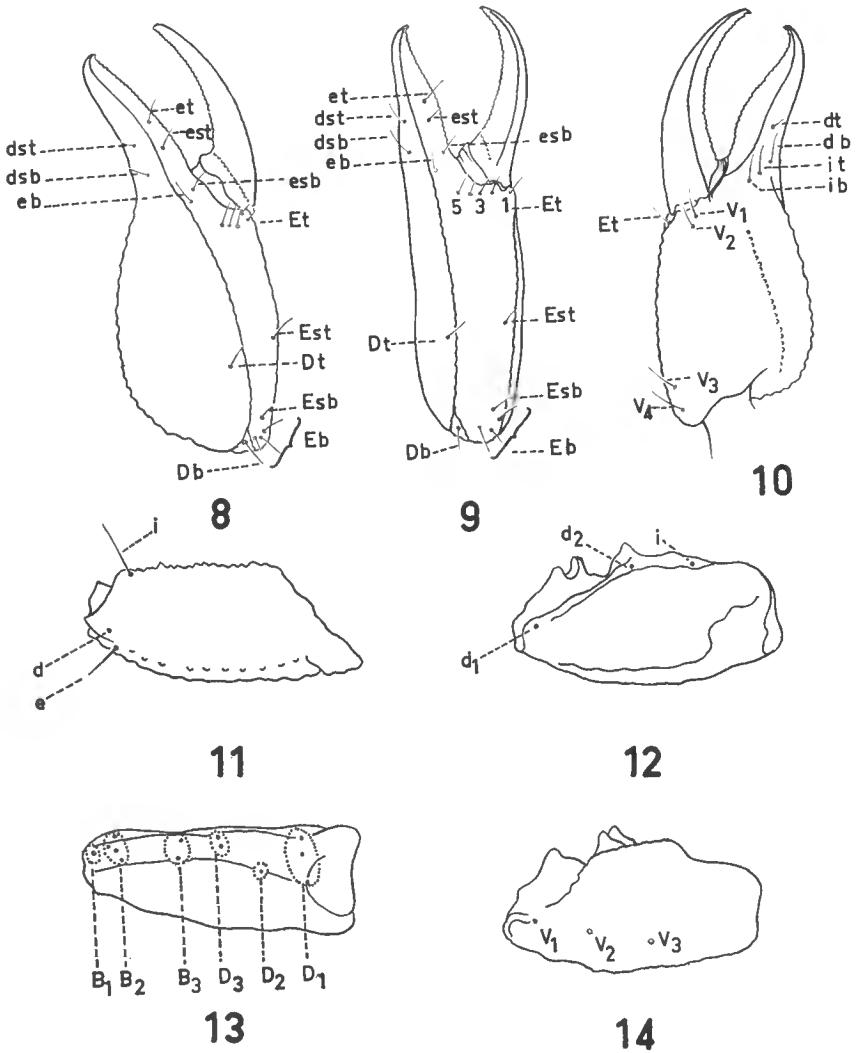 et
est
dst
dsb
eb
esb
Et
Est
Dt
Esb
Eb
Db
8
et
dst
est
dsb
esb
eb
5 3 1
Et
Est
Dt
Esb
Db
Eb
9
dt
db
it
ib
Et
V1
V2
V3
V4
10
i
d
e
11
d2
i
d1
12
B1 B2 B3 D3 D2 D1
13
V1 V2 V3
14